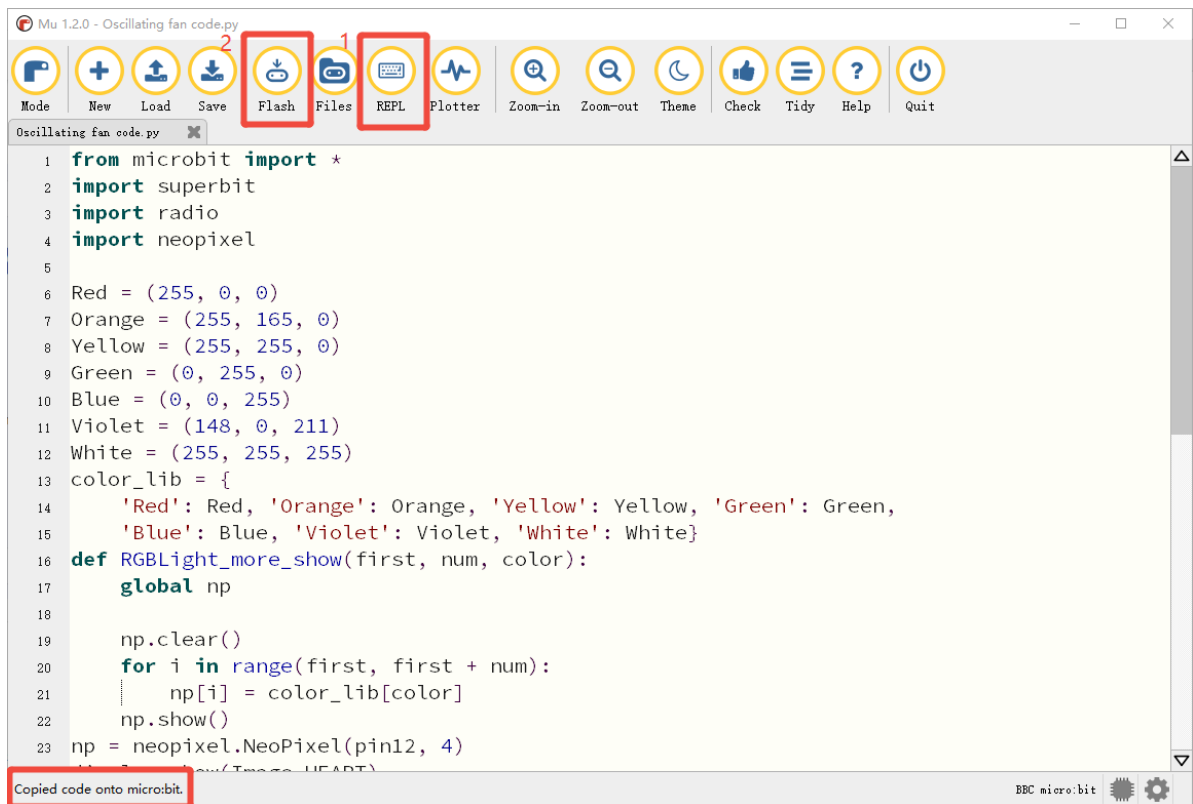 Mu 1.2.0 - Oscillating fan code.py
2 1
Mode New Load Save Flash Files REPL Plotter Zoom-in Zoom-out Theme Check Tidy Help Quit
Oscillating fan code.py
1 from microbit import *
2 import superbit
3 import radio
4 import neopixel
5
6 Red = (255, 0, 0)
7 Orange = (255, 165, 0)
8 Yellow = (255, 255, 0)
9 Green = (0, 255, 0)
10 Blue = (0, 0, 255)
11 Violet = (148, 0, 211)
12 White = (255, 255, 255)
13 color_lib = {
14     'Red': Red, 'Orange': Orange, 'Yellow': Yellow, 'Green': Green,
15     'Blue': Blue, 'Violet': Violet, 'White': White}
16 def RGBLight_more_show(first, num, color):
17     global np
18
19     np.clear()
20     for i in range(first, first + num):
21         np[i] = color_lib[color]
22     np.show()
23 np = neopixel.NeoPixel(pin12, 4)
Copied code onto micro:bit. BBC micro:bit